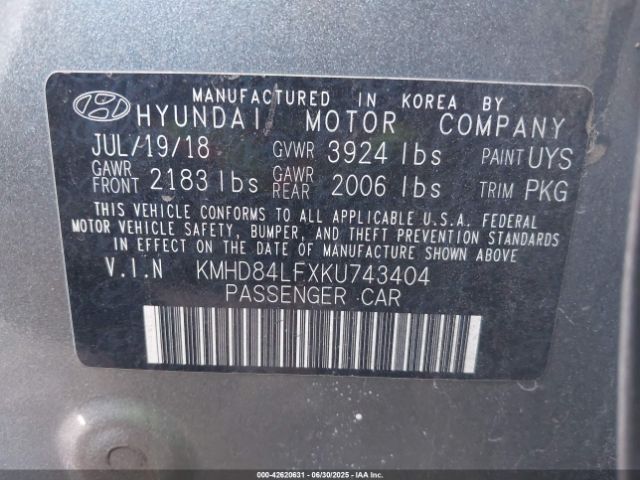 MANUFACTURED IN KOREA BY
HYUNDAI MOTOR COMPANY
JUL/19/18 GVWR 3924 lbs PAINT UYS
GAWR FRONT 2183 lbs GAWR REAR 2006 lbs TRIM PKG
THIS VEHICLE CONFORMS TO ALL APPLICABLE U.S.A. FEDERAL
MOTOR VEHICLE SAFETY, BUMPER, AND THEFT PREVENTION STANDARDS
IN EFFECT ON THE DATE OF MANUFACTURE SHOWN ABOVE.
V.I.N KMHD84LFXKU743404
PASSENGER CAR
000-42620631 - 06/30/2025 - IAAI.COM